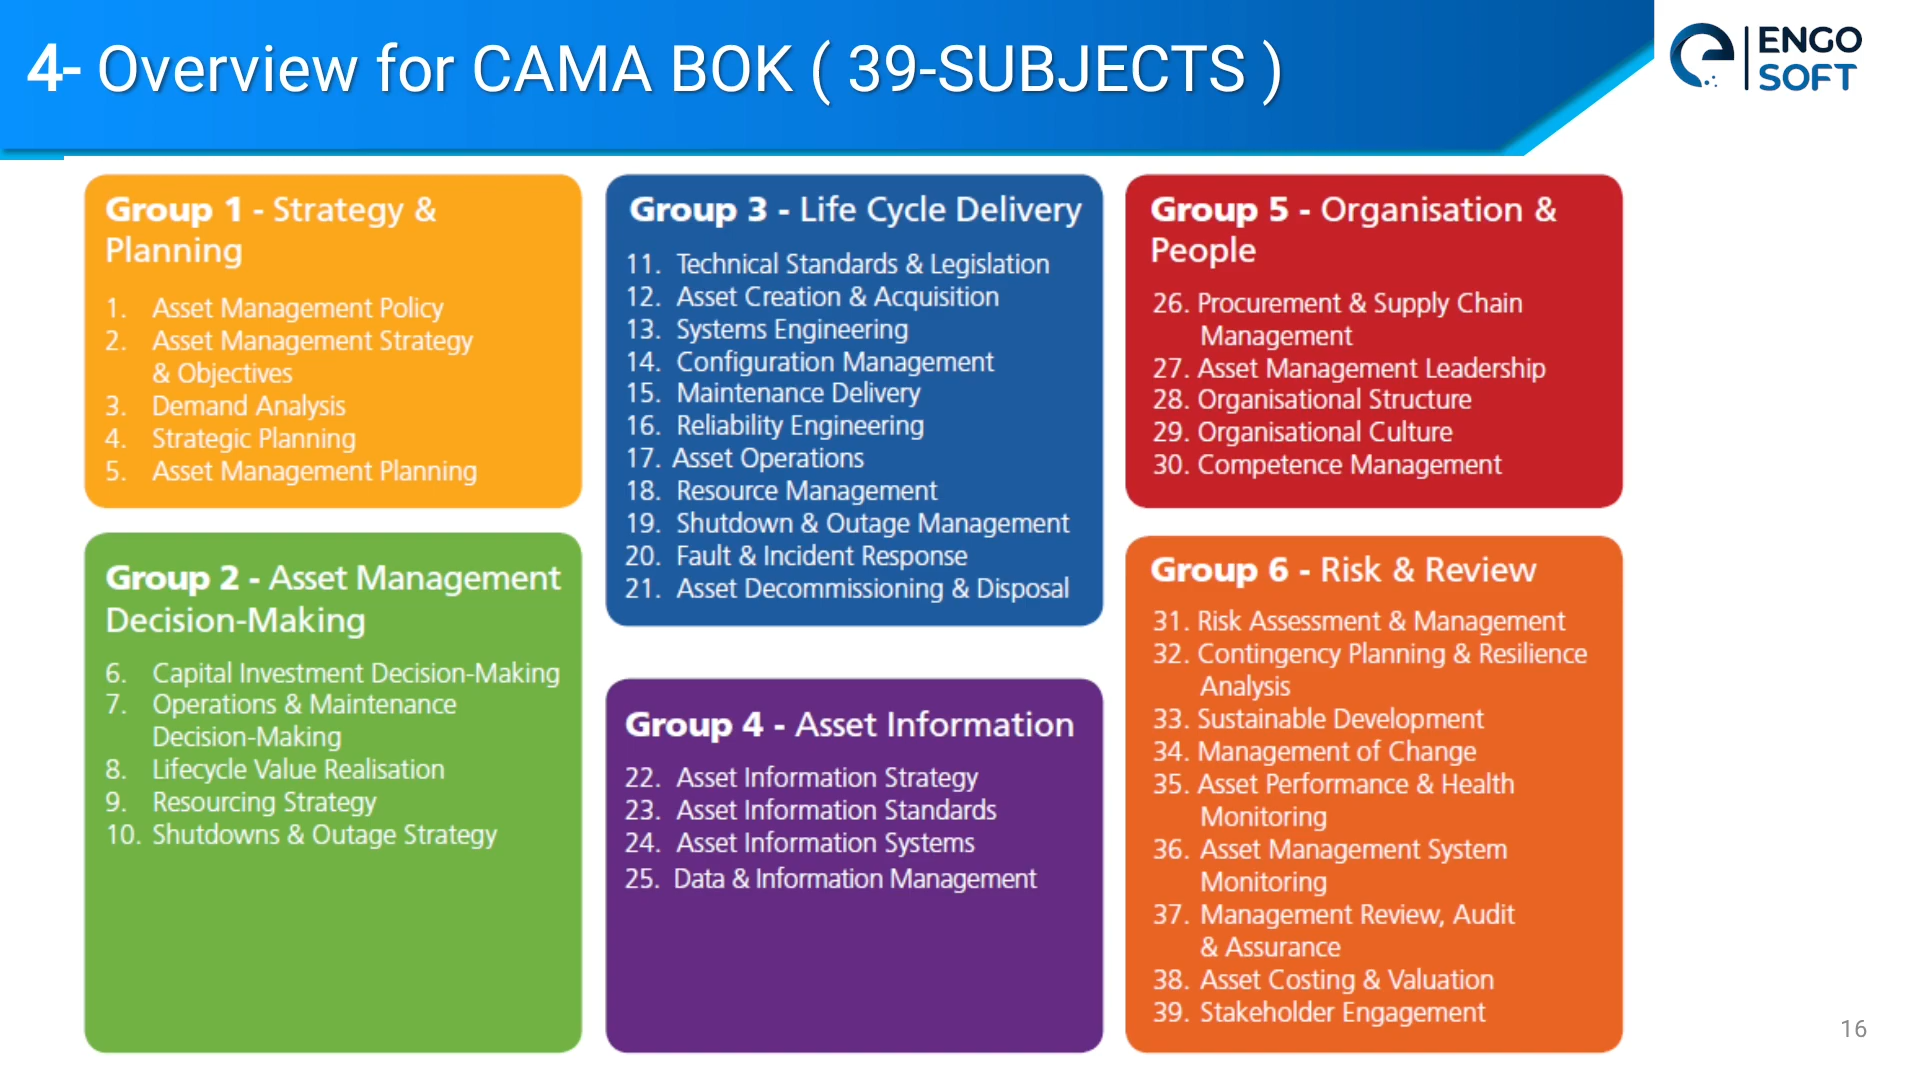 4- Overview for CAMA BOK ( 39-SUBJECTS )
ENGO
SOFT
Group 1 - Strategy &
Planning
1. Asset Management Policy
2. Asset Management Strategy
& Objectives
3. Demand Analysis
4. Strategic Planning
5. Asset Management Planning
Group 2 - Asset Management
Decision-Making
6. Capital Investment Decision-Making
7. Operations & Maintenance
Decision-Making
8. Lifecycle Value Realisation
9. Resourcing Strategy
10. Shutdowns & Outage Strategy
Group 3 - Life Cycle Delivery
11. Technical Standards & Legislation
12. Asset Creation & Acquisition
13. Systems Engineering
14. Configuration Management
15. Maintenance Delivery
16. Reliability Engineering
17. Asset Operations
18. Resource Management
19. Shutdown & Outage Management
20. Fault & Incident Response
21. Asset Decommissioning & Disposal
Group 4 - Asset Information
22. Asset Information Strategy
23. Asset Information Standards
24. Asset Information Systems
25. Data & Information Management
Group 5 - Organisation &
People
26. Procurement & Supply Chain
Management
27. Asset Management Leadership
28. Organisational Structure
29. Organisational Culture
30. Competence Management
Group 6 - Risk & Review
31. Risk Assessment & Management
32. Contingency Planning & Resilience
Analysis
33. Sustainable Development
34. Management of Change
35. Asset Performance & Health
Monitoring
36. Asset Management System
Monitoring
37. Management Review, Audit
& Assurance
38. Asset Costing & Valuation
39. Stakeholder Engagement
16